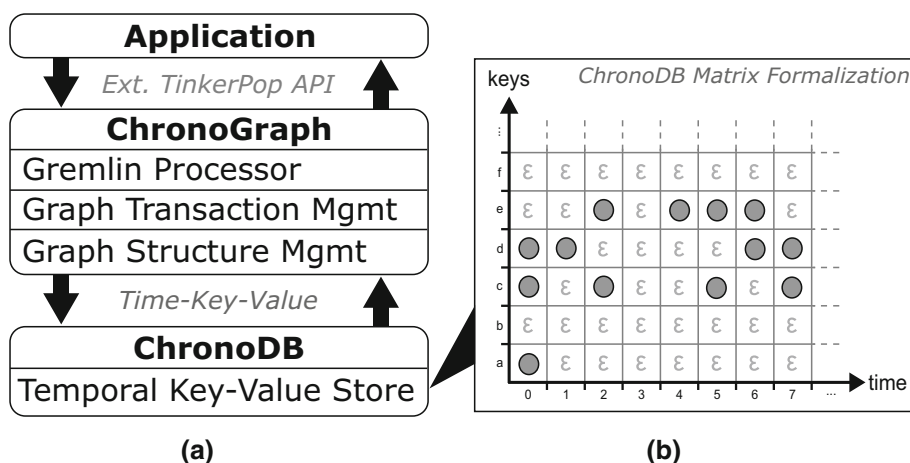 Application
Ext. TinkerPop API
ChronoGraph
Gremlin Processor
Graph Transaction Mgmt
Graph Structure Mgmt
Time-Key-Value
ChronoDB
Temporal Key-Value Store
(a)
ChronoDB Matrix Formalization
keys
⋮
f ε ε ε ε ε ε ε ε
e ε ε ε ε
d ε ε ε ε
c ε ε ε ε
b ε ε ε ε ε ε ε ε
a ε ε ε ε ε ε ε
0 1 2 3 4 5 6 7 ...
time
(b)